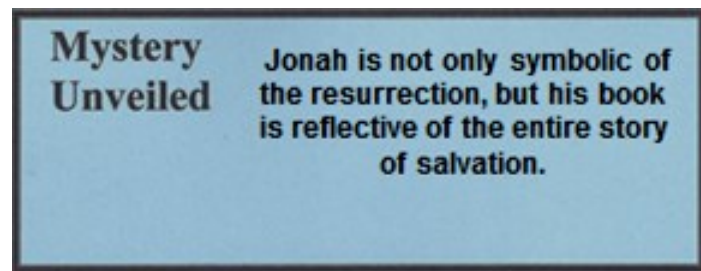 Mystery
Unveiled
Jonah is not only symbolic of
the resurrection, but his book
is reflective of the entire story
of salvation.